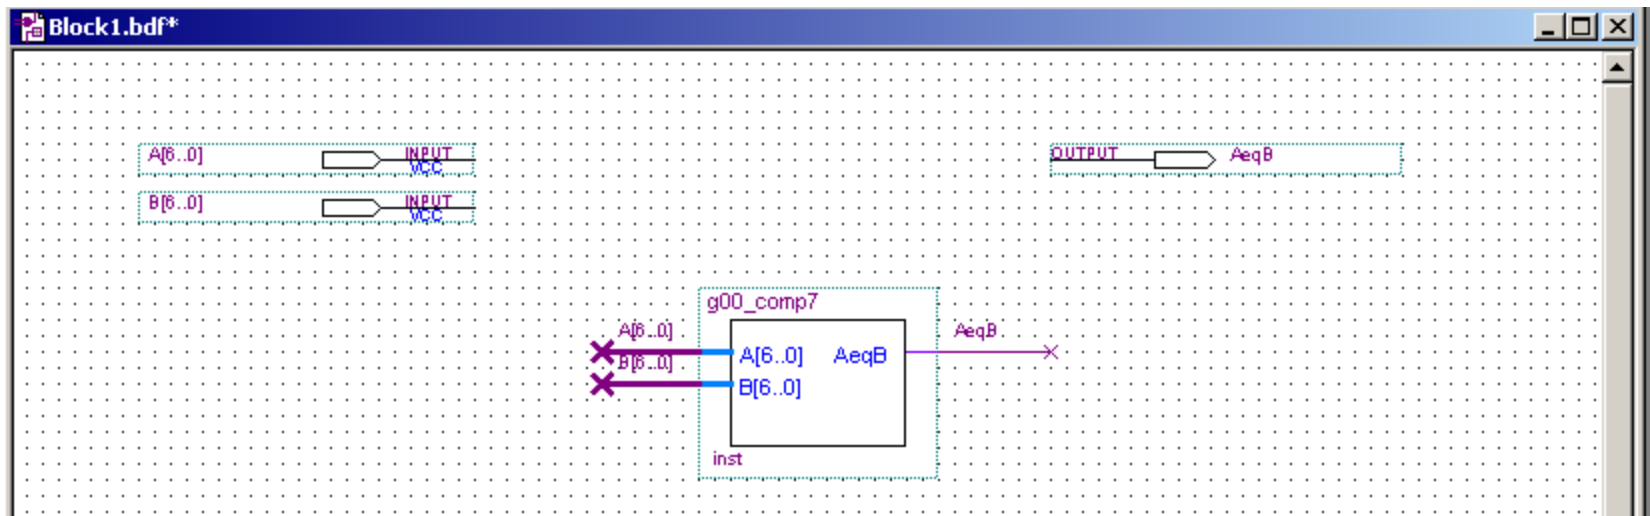 Block1.bdf*
A[6..0] INPUT VCC
OUTPUT AeqB
B[6..0] INPUT VCC
g00_comp7
A[6..0] A[6..0] AeqB AeqB
B[6..0] B[6..0]
inst